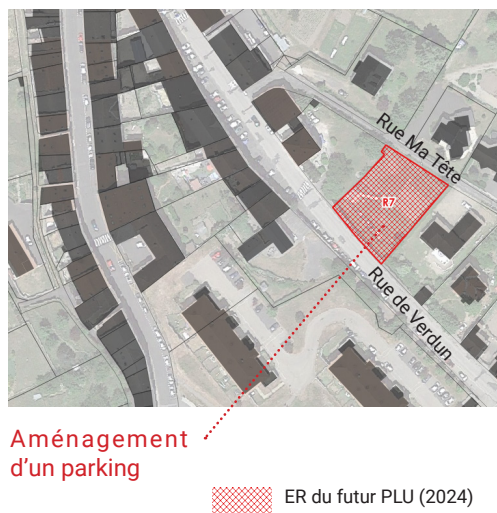 Rue Ma Tête
R7
Rue de Verdun
Aménagement
d'un parking
ER du futur PLU (2024)